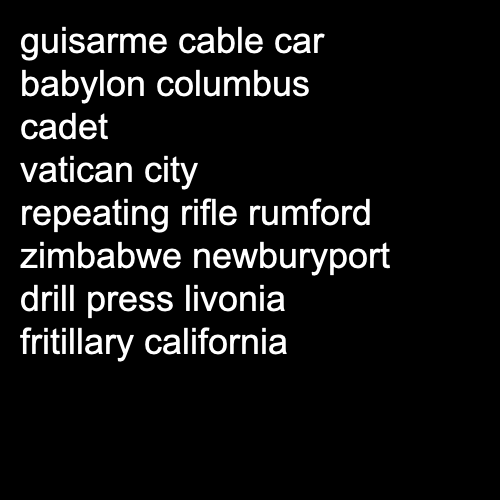 guisarme cable car
babylon columbus
cadet
vatican city
repeating rifle rumford
zimbabwe newburyport
drill press livonia
fritillary california